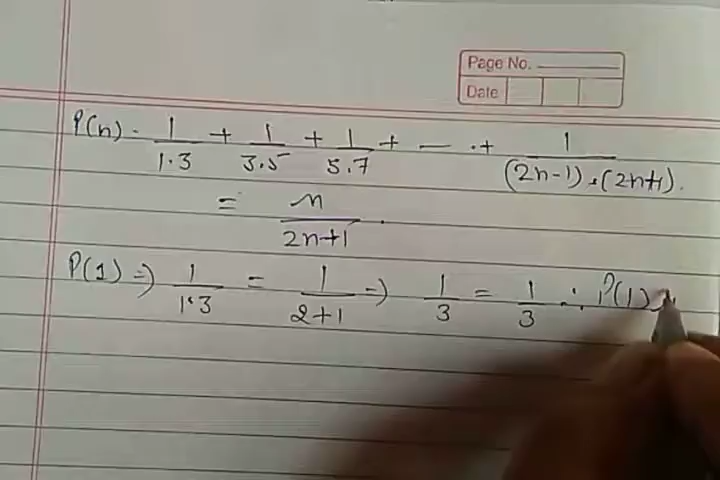 Page No.
Date
P(n) - 1/1.3 + 1/3.5 + 1/5.7 + — .+ 1/(2n-1).(2n+1).
= n/2n+1 .
P(1) => 1/1.3 = 1/2+1 => 1/3 = 1/3 ∴ P(1)